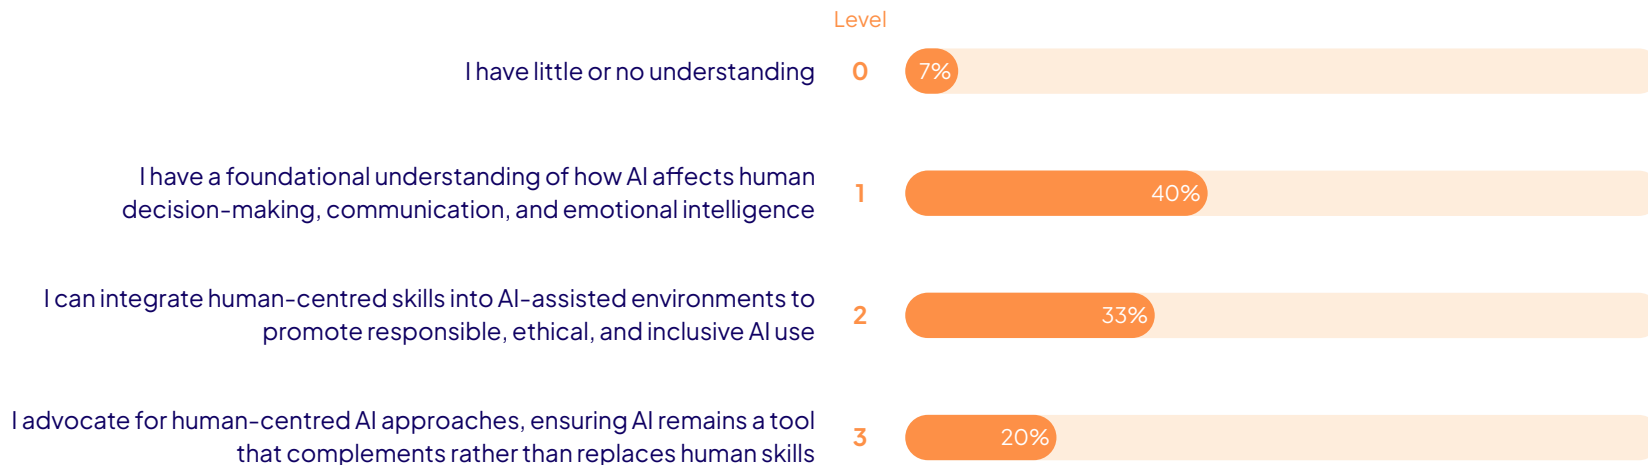 Level
I have little or no understanding 0 7%
I have a foundational understanding of how AI affects human
decision-making, communication, and emotional intelligence
1 40%
I can integrate human-centred skills into AI-assisted environments to
promote responsible, ethical, and inclusive AI use
2 33%
I advocate for human-centred AI approaches, ensuring AI remains a tool
that complements rather than replaces human skills
3 20%